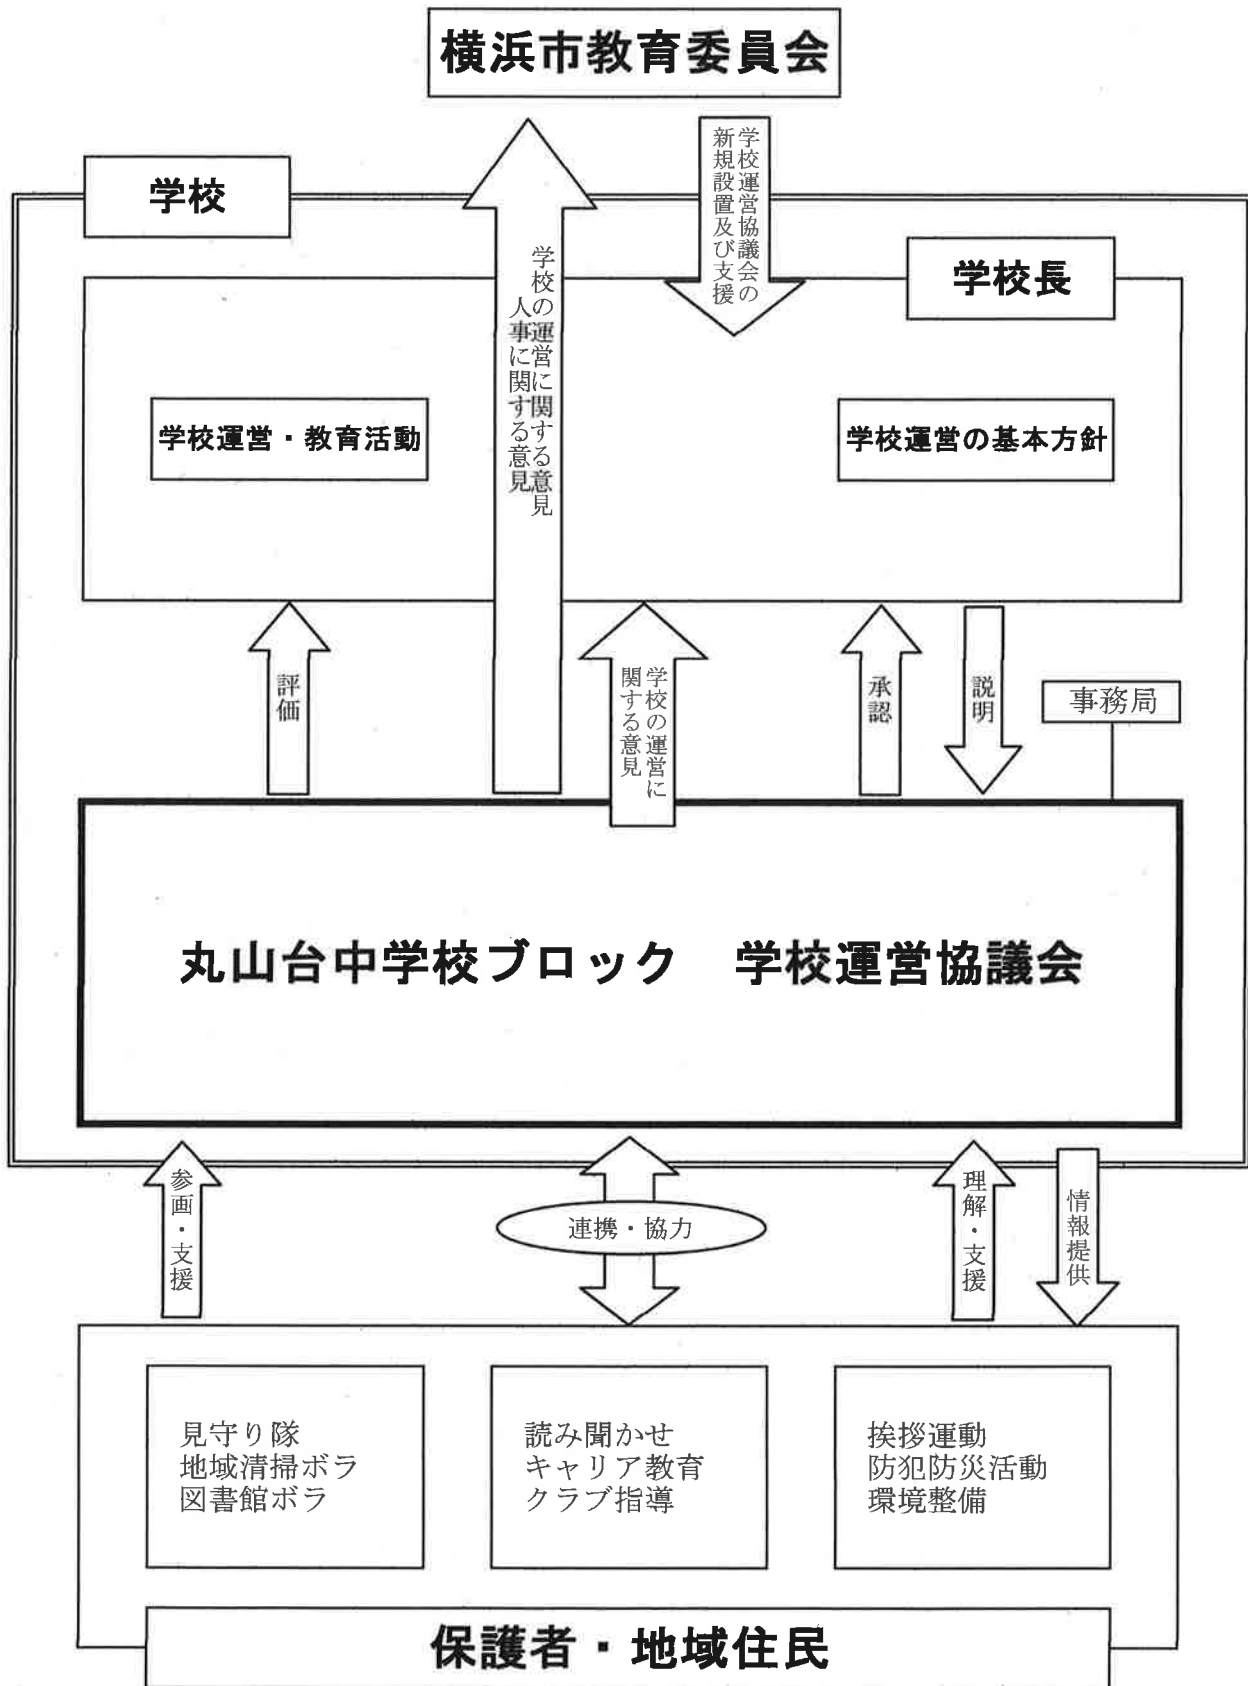 横浜市教育委員会
学校運営協議会の
新規設置及び支援
学校
学校長
学校の運営に関する意見
人事に関する意見
学校運営・教育活動
学校運営の基本方針
評価
学校の運営に
関する意見
承認
説明
事務局
丸山台中学校ブロック　学校運営協議会
参画・支援
連携・協力
理解・支援
情報提供
見守り隊
地域清掃ボラ
図書館ボラ
読み聞かせ
キャリア教育
クラブ指導
挨拶運動
防犯防災活動
環境整備
保護者・地域住民